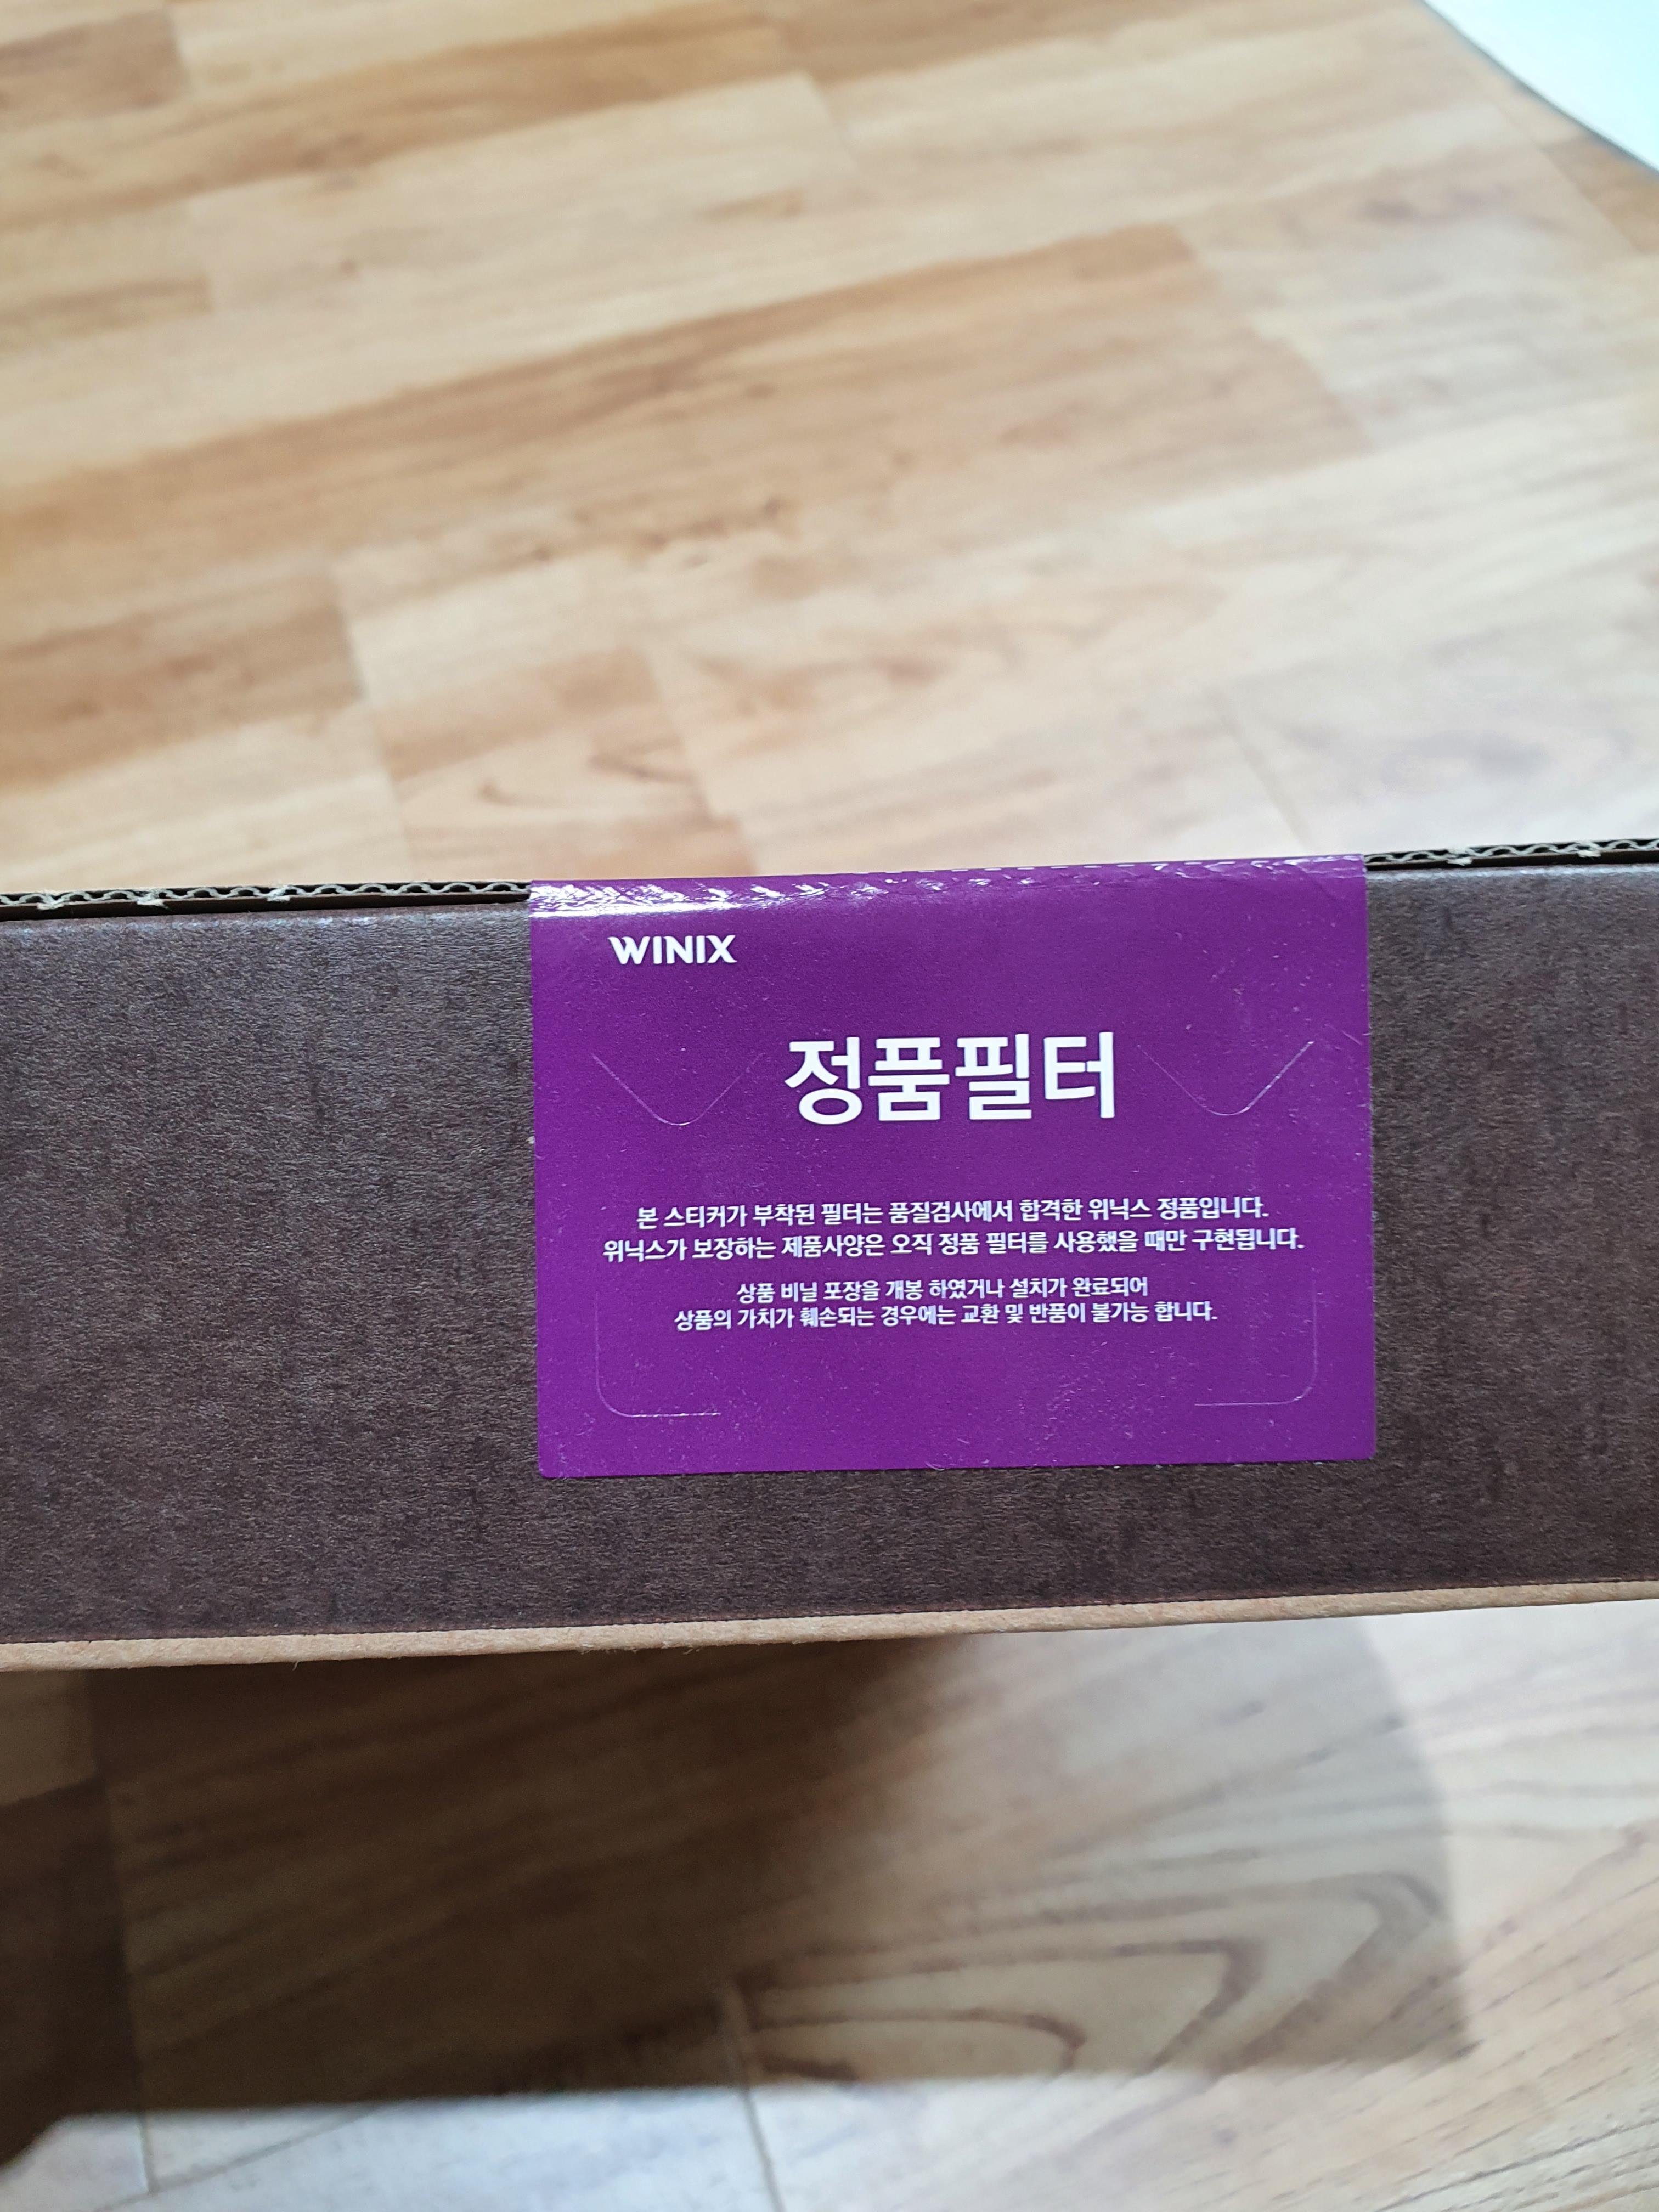 WINIX
정품필터
본 스티커가 부착된 필터는 품질검사에서 합격한 위닉스 정품입니다.
위닉스가 보장하는 제품사양은 오직 정품 필터를 사용했을 때만 구현됩니다.
상품 비닐 포장을 개봉 하였거나 설치가 완료되어
상품의 가치가 훼손되는 경우에는 교환 및 반품이 불가능 합니다.